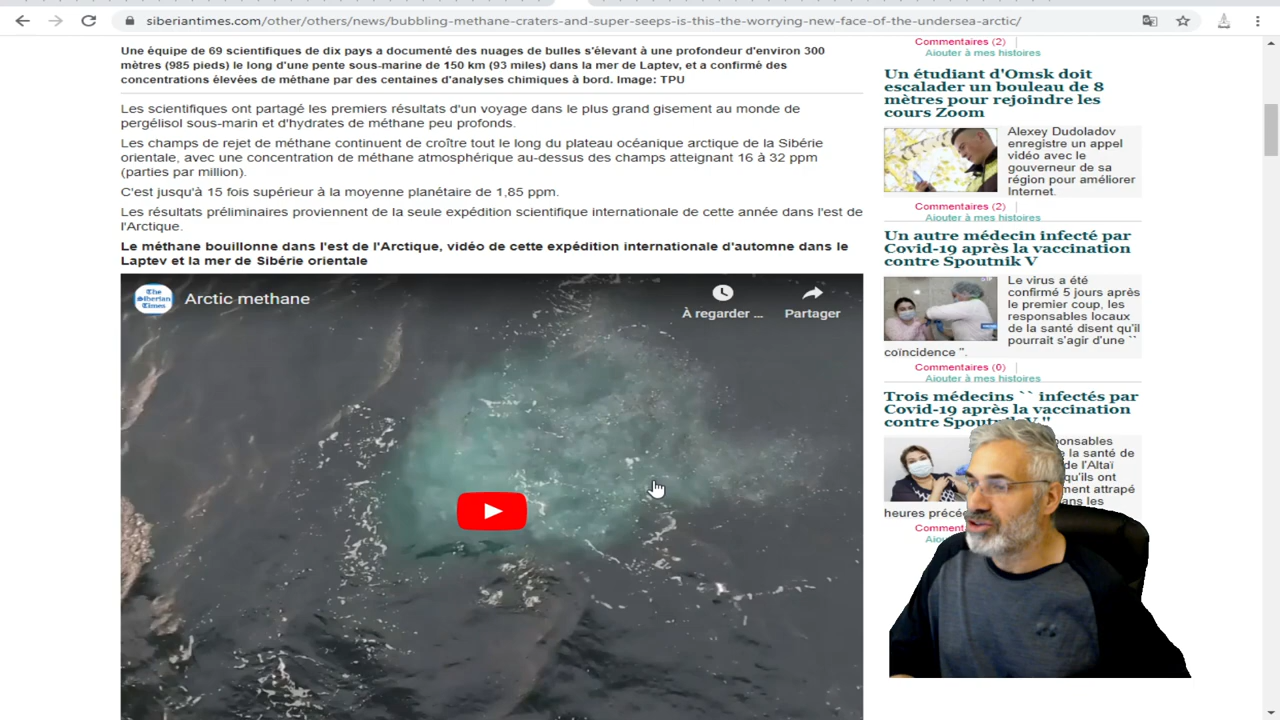 siberiantimes.com/other/others/news/bubbling-methane-craters-and-super-seeps-is-this-the-worrying-new-face-of-the-undersea-arctic/
Une équipe de 69 scientifiques de dix pays a documenté des nuages de bulles s'élevant à une profondeur d'environ 300
mètres (985 pieds) le long d'une pente sous-marine de 150 km (93 miles) dans la mer de Laptev, et a confirmé des
concentrations élevées de méthane par des centaines d'analyses chimiques à bord. Image: TPU
Les scientifiques ont partagé les premiers résultats d'un voyage dans le plus grand gisement au monde de
pergélisol sous-marin et d'hydrates de méthane peu profonds.
Les champs de rejet de méthane continuent de croître tout le long du plateau océanique arctique de la Sibérie
orientale, avec une concentration de méthane atmosphérique au-dessus des champs atteignant 16 à 32 ppm
(parties par million).
C'est jusqu'à 15 fois supérieur à la moyenne planétaire de 1,85 ppm.
Les résultats préliminaires proviennent de la seule expédition scientifique internationale de cette année dans l'est de
l'Arctique.
Le méthane bouillonne dans l'est de l'Arctique, vidéo de cette expédition internationale d'automne dans le
Laptev et la mer de Sibérie orientale
The
Siberian
Times
Arctic methane
À regarder ...
Partager
Commentaires (2)
Ajouter à mes histoires
Un étudiant d'Omsk doit
escalader un bouleau de 8
mètres pour rejoindre les
cours Zoom
Alexey Dudoladov
enregistre un appel
vidéo avec le
gouverneur de sa
région pour améliorer
Internet.
Commentaires (2)
Ajouter à mes histoires
Un autre médecin infecté par
Covid-19 après la vaccination
contre Spoutnik V
Le virus a été
confirmé 5 jours après
le premier coup, les
responsables locaux
de la santé disent qu'il
pourrait s'agir d'une ``
coïncidence ''.
Commentaires (0)
Ajouter à mes histoires
Trois médecins `` infectés par
Covid-19 après la vaccination
contre Spoutnik V ''
la santé de
de l'Altaï
qu'ils ont
attrapé
heures